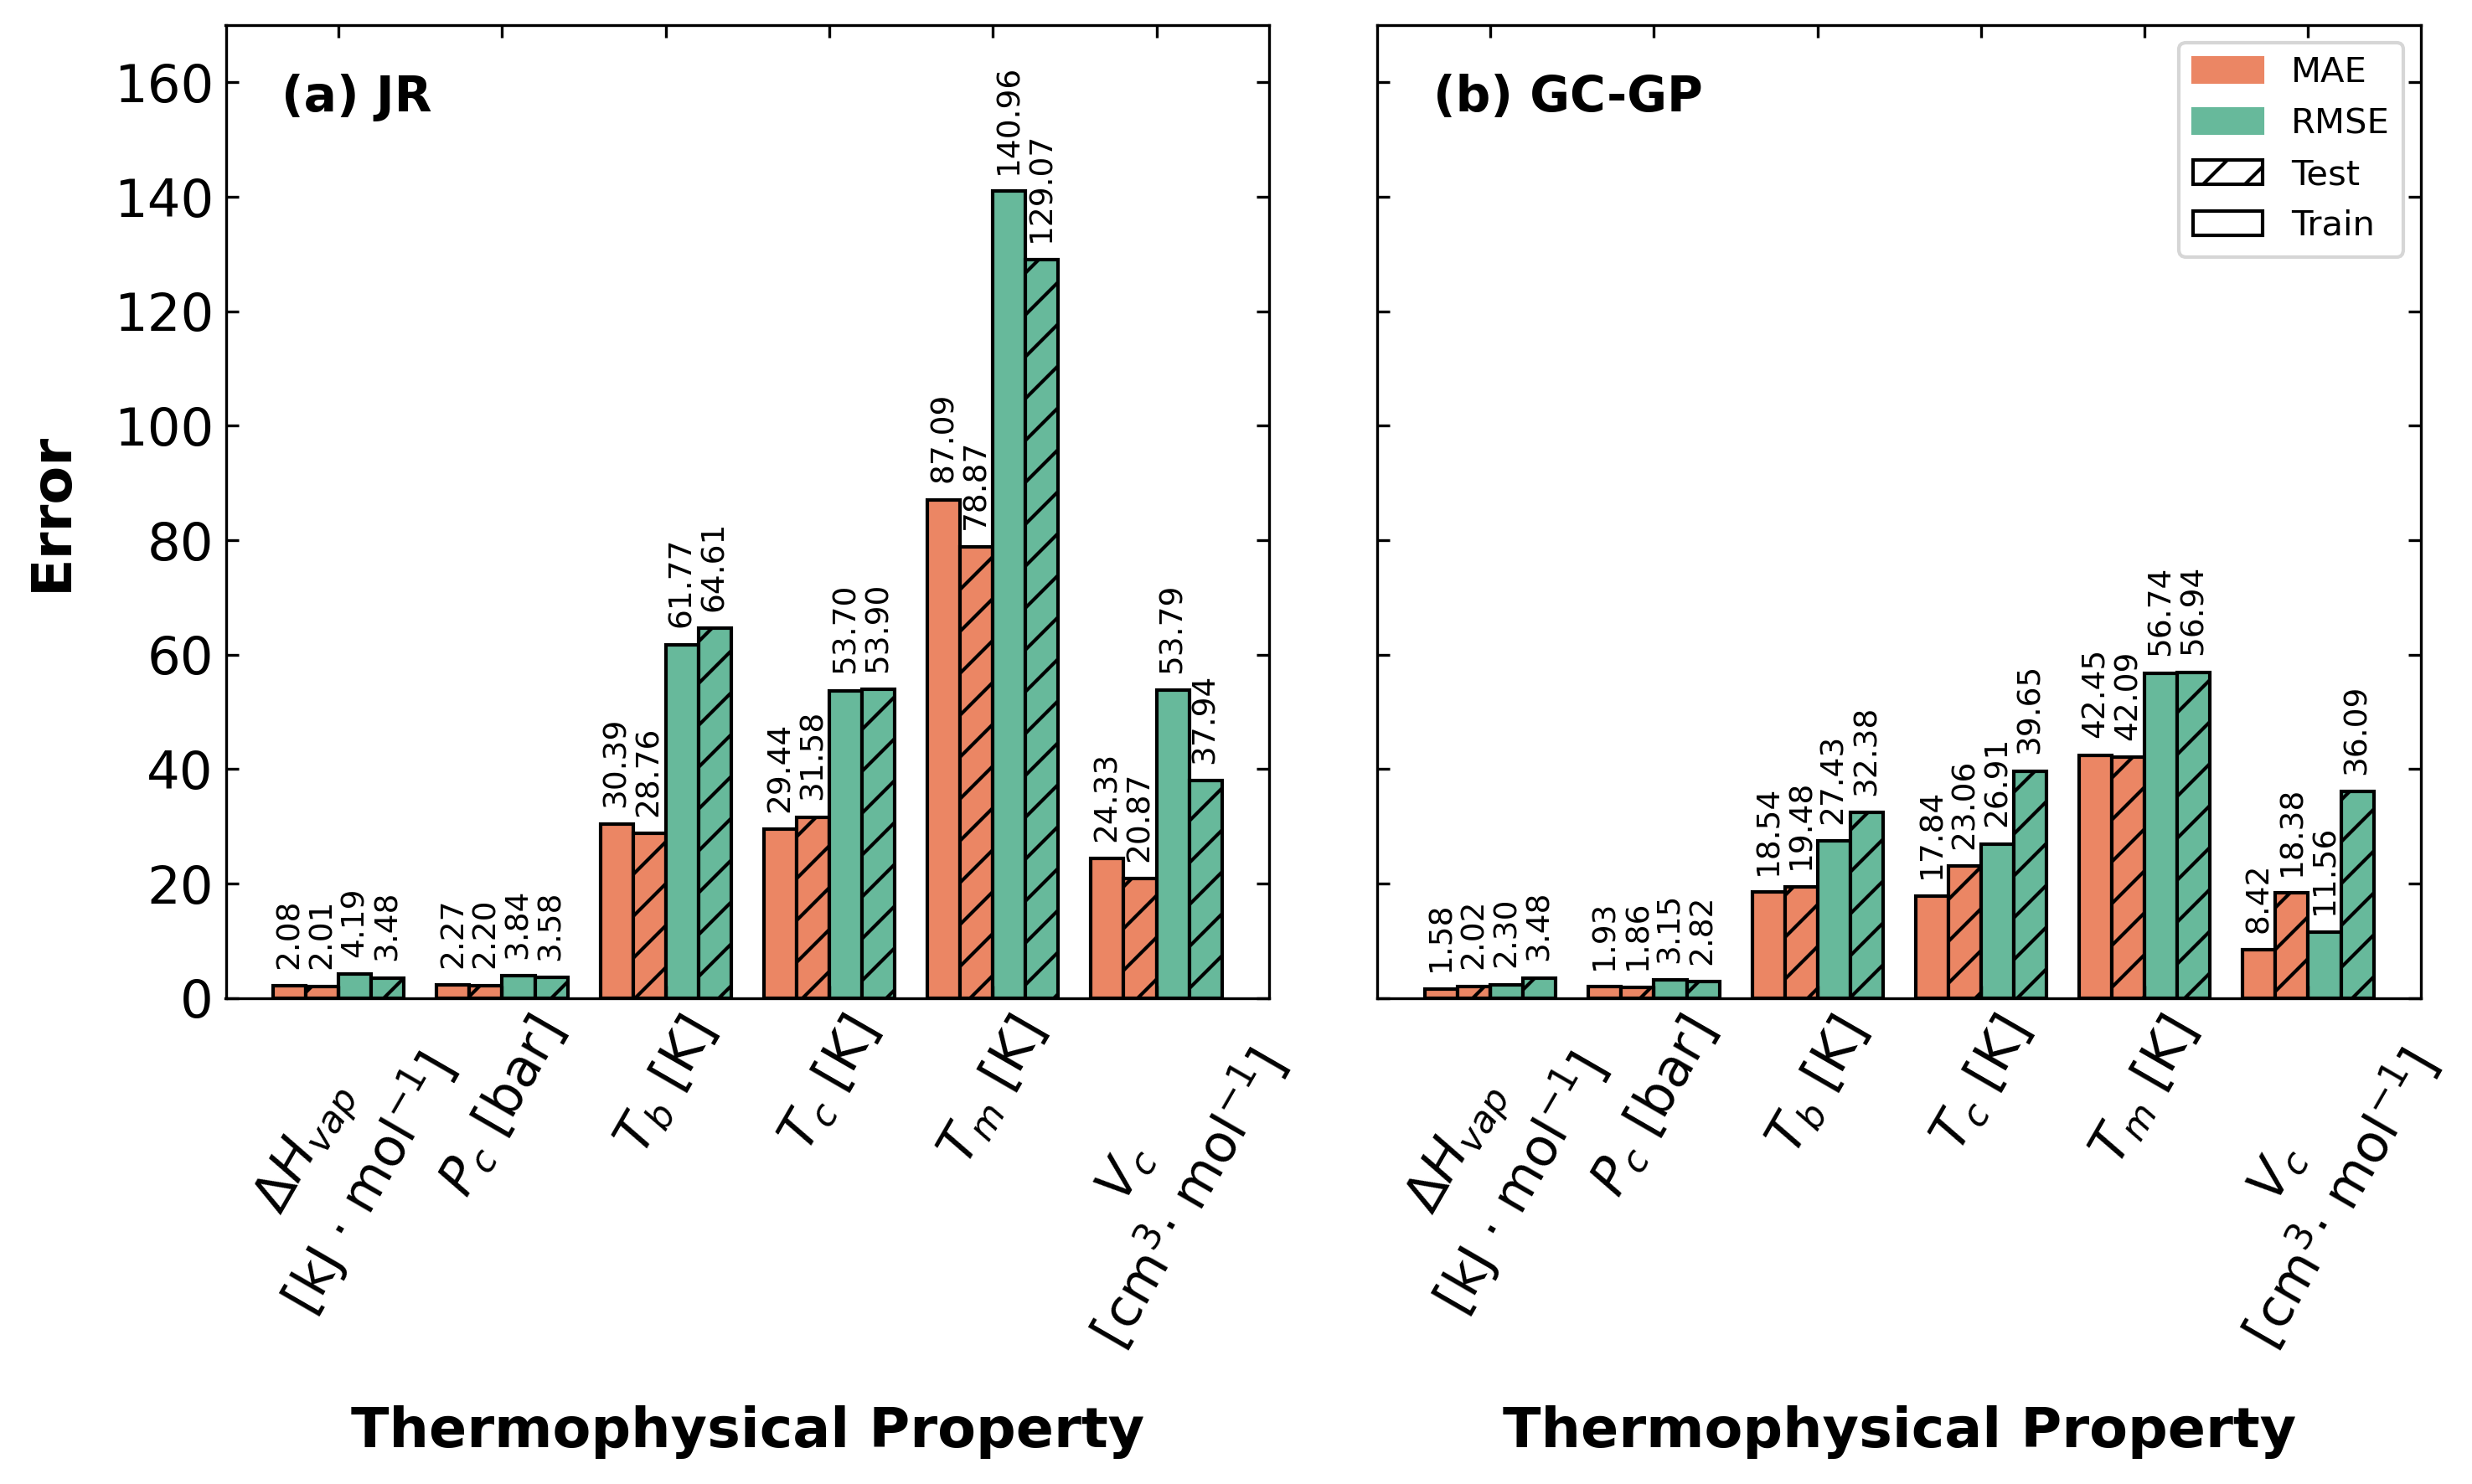 (a) JR
Error
160
140
120
100
80
60
40
20
0
2.08
2.01
4.19
3.48
2.27
2.20
3.84
3.58
30.39
28.76
61.77
64.61
29.44
31.58
53.70
53.90
87.09
78.87
140.96
129.07
24.33
20.87
53.79
37.94
ΔH_vap
[kJ · mol⁻¹]
P_c [bar]
T_b [K]
T_c [K]
T_m [K]
V_c
[cm³ · mol⁻¹]
Thermophysical Property
(b) GC-GP
MAE
RMSE
Test
Train
1.58
2.02
2.30
3.48
1.93
1.86
3.15
2.82
18.54
19.48
27.43
32.38
17.84
23.06
26.91
39.65
42.45
42.09
56.74
56.94
8.42
18.38
11.56
36.09
ΔH_vap
[kJ · mol⁻¹]
P_c [bar]
T_b [K]
T_c [K]
T_m [K]
V_c
[cm³ · mol⁻¹]
Thermophysical Property